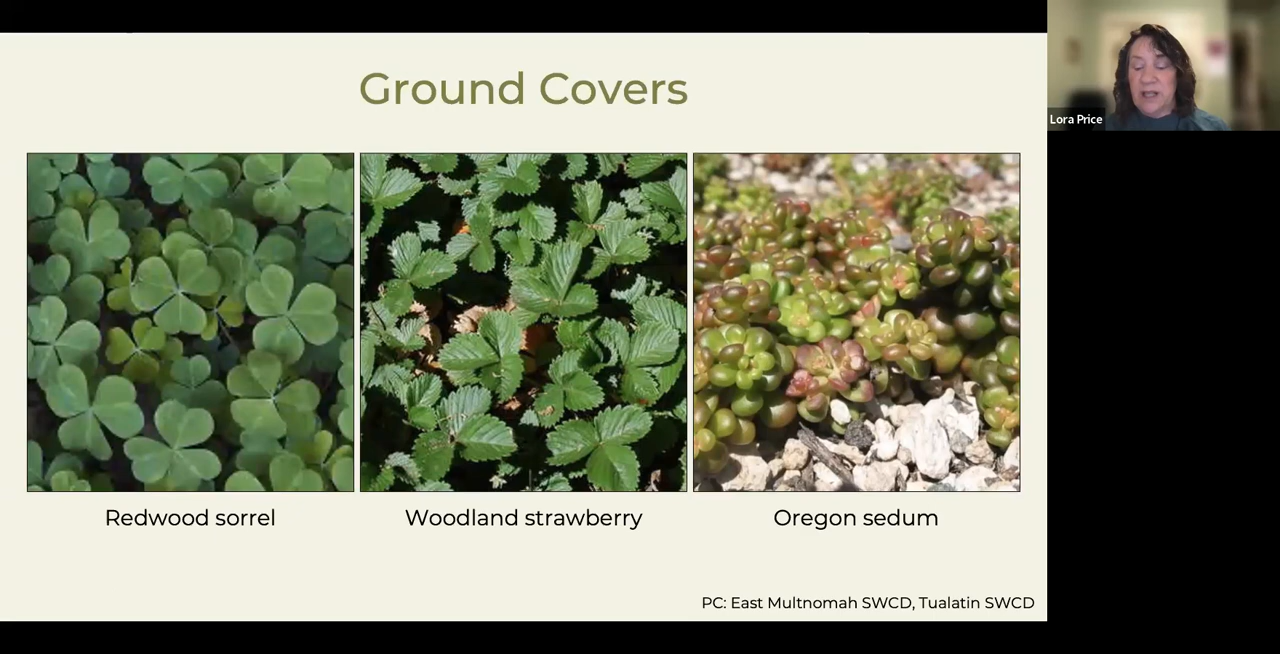 Ground Covers
Lora Price
Redwood sorrel
Woodland strawberry
Oregon sedum
PC: East Multnomah SWCD, Tualatin SWCD